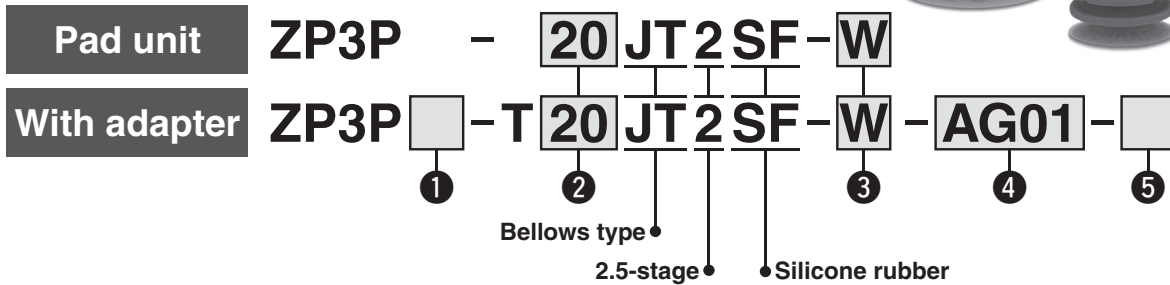 Pad unit ZP3P - 20 JT 2 SF - W
With adapter ZP3P - T 20 JT 2 SF - W - AG01 -
❶ ❷ ❸ ❹ ❺
Bellows type
2.5-stage Silicone rubber